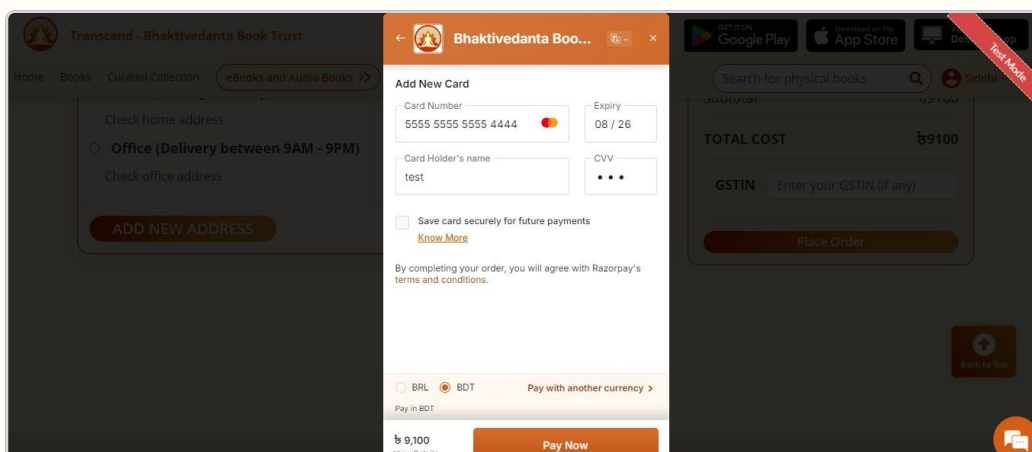 Transcend - Bhaktivedanta Book Trust
GET IT ON
Google Play
Download on the
App Store
Test Mode
Home Books Curated Collection eBooks and Audio Books >>
Search for physical books
Siddhi
Check home address
Office (Delivery between 9AM - 9PM)
Check office address
ADD NEW ADDRESS
Bhaktivedanta Boo...
Add New Card
Card Number
5555 5555 5555 4444
Expiry
08 / 26
Card Holder's name
test
CVV
•••
Save card securely for future payments
Know More
By completing your order, you will agree with Razorpay's
terms and conditions.
BRL BDT Pay with another currency >
Pay in BDT
৳ 9,100
Pay Now
TOTAL COST ৳9100
GSTIN Enter your GSTIN (if any)
Place Order
Back to Top